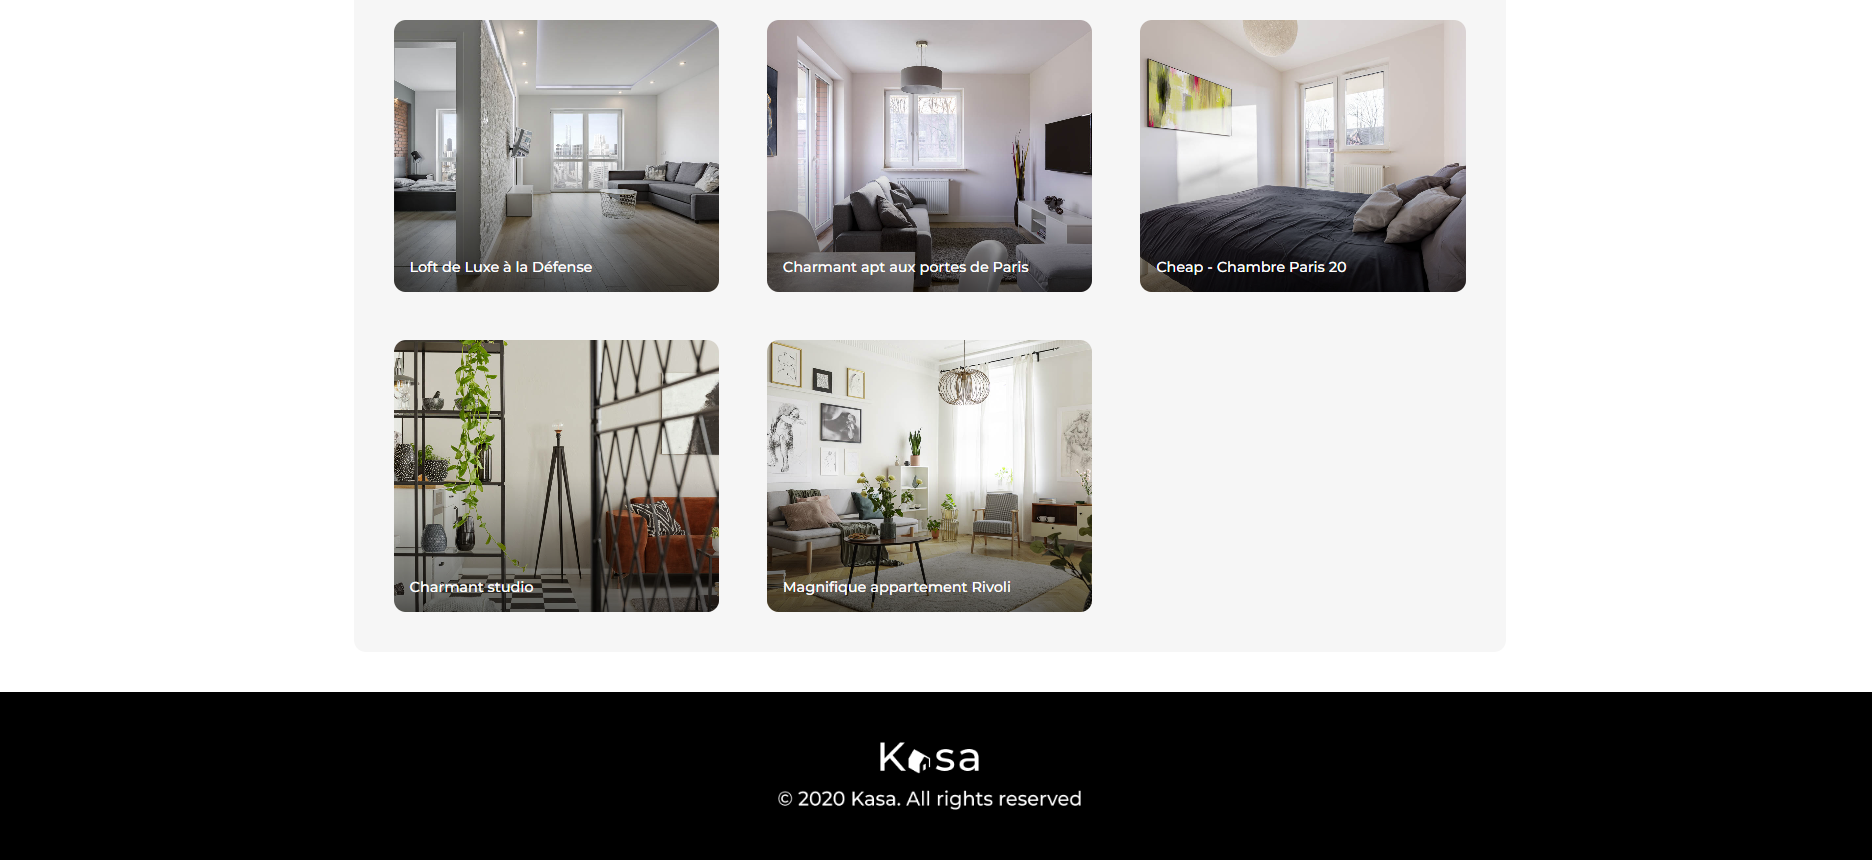 Loft de Luxe à la Défense
Charmant apt aux portes de Paris
Cheap - Chambre Paris 20
Charmant studio
Magnifique appartement Rivoli
Kasa
© 2020 Kasa. All rights reserved